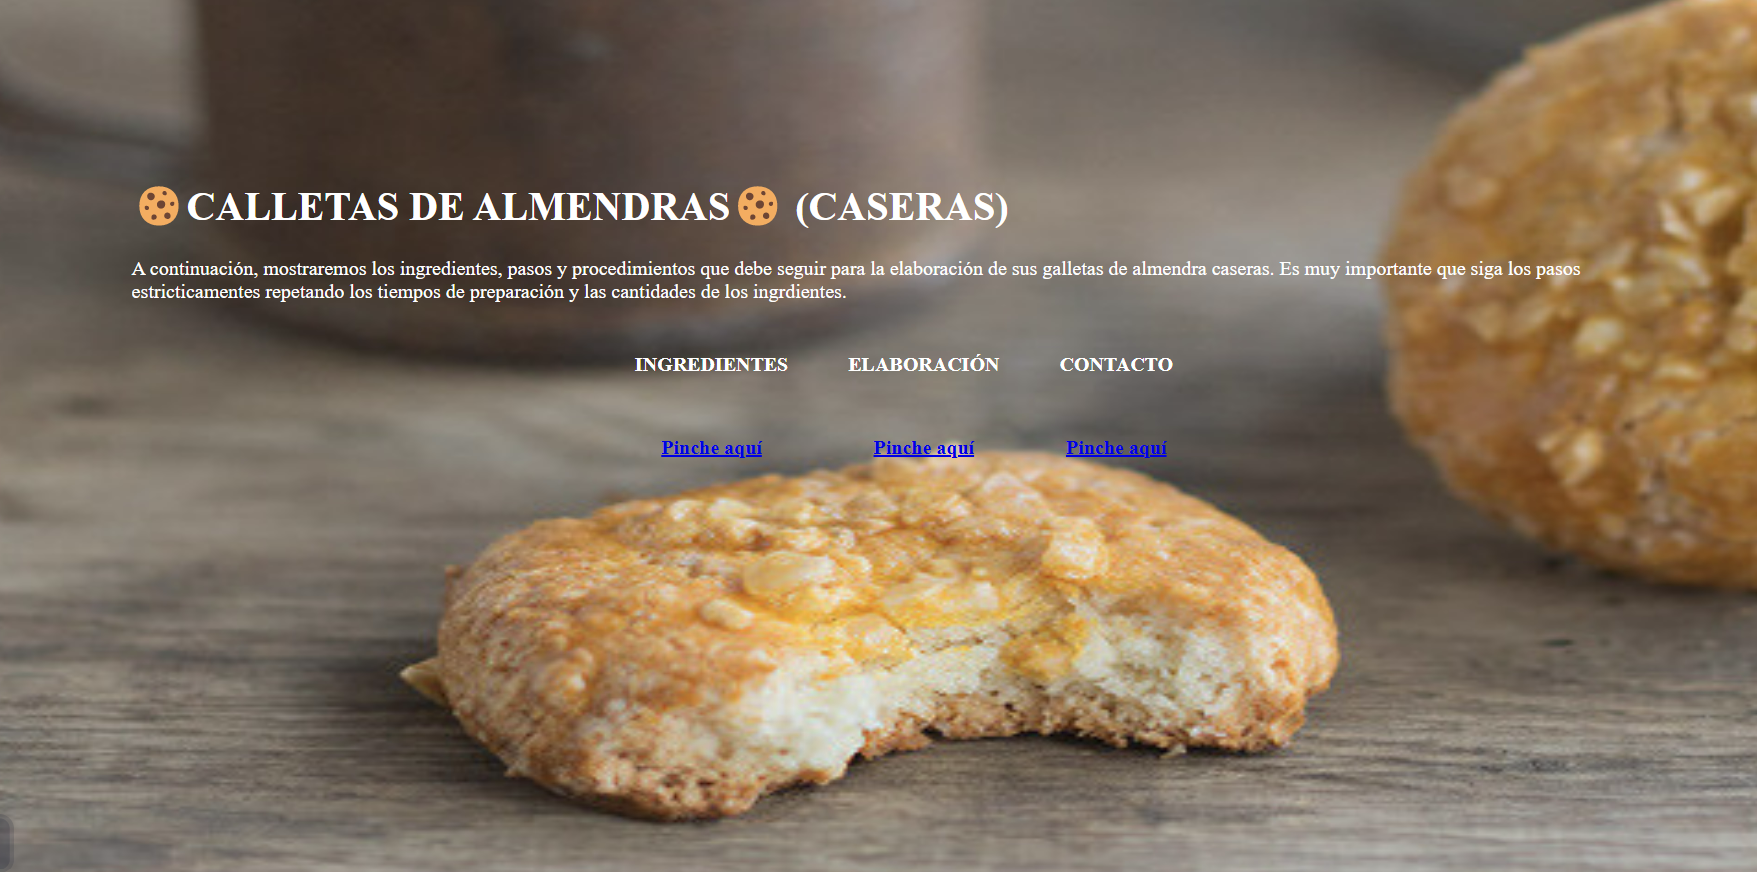 🍪CALLETAS DE ALMENDRAS🍪 (CASERAS)
A continuación, mostraremos los ingredientes, pasos y procedimientos que debe seguir para la elaboración de sus galletas de almendra caseras. Es muy importante que siga los pasos
estricticamentes repetando los tiempos de preparación y las cantidades de los ingrdientes.
INGREDIENTES ELABORACIÓN CONTACTO
Pinche aquí Pinche aquí Pinche aquí